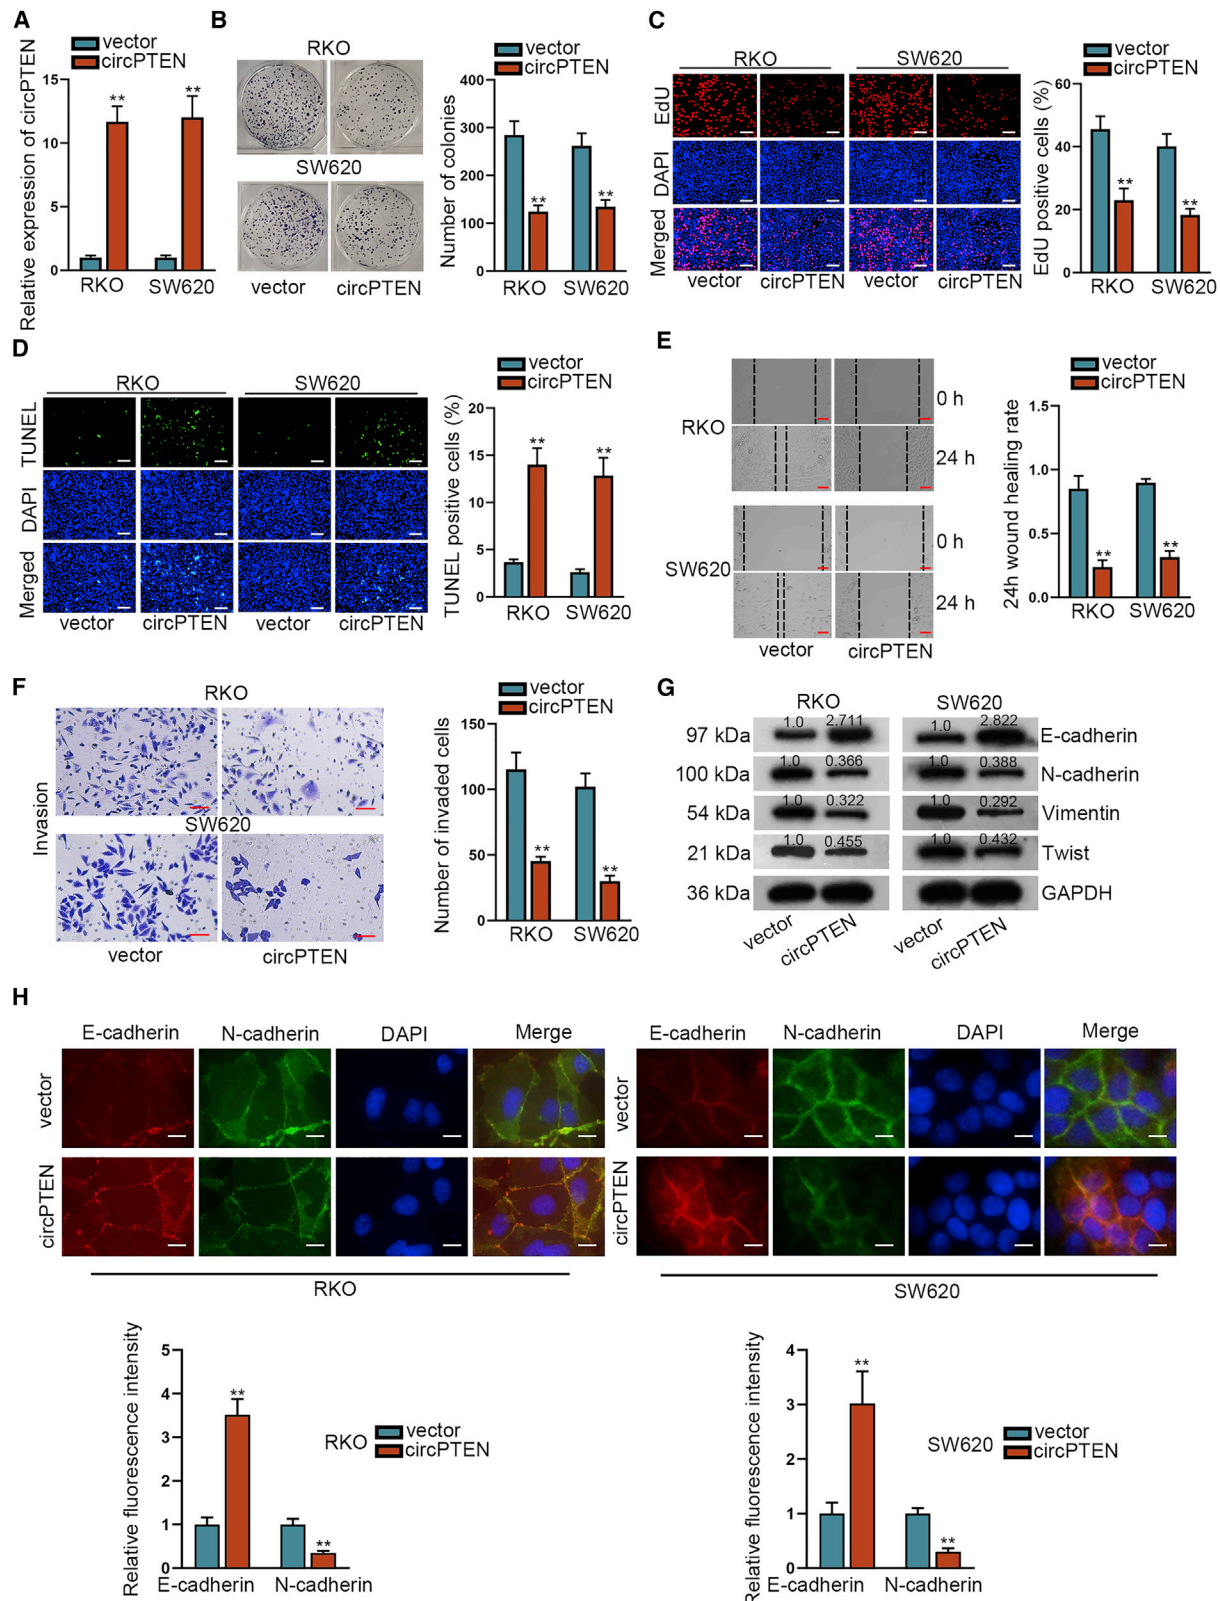 A
vector
circPTEN
Relative expression of circPTEN
15
10
5
0
**
**
RKO
SW620
B
RKO
SW620
vector
circPTEN
vector
circPTEN
Number of colonies
400
300
200
100
0
**
**
RKO
SW620
C
RKO
SW620
EdU
DAPI
Merged
vector
circPTEN
vector
circPTEN
vector
circPTEN
EdU positive cells (%)
60
40
20
0
**
**
RKO
SW620
D
RKO
SW620
TUNEL
DAPI
Merged
vector
circPTEN
vector
circPTEN
vector
circPTEN
TUNEL positive cells (%)
20
15
10
5
0
**
**
RKO
SW620
E
RKO
0 h
24 h
SW620
0 h
24 h
vector
circPTEN
vector
circPTEN
24h wound healing rate
1.5
1.0
0.5
0.0
**
**
RKO
SW620
F
RKO
Invasion
SW620
vector
circPTEN
vector
circPTEN
Number of invaded cells
150
100
50
0
**
**
RKO
SW620
G
RKO
SW620
97 kDa
1.0
2.711
1.0
2.822
E-cadherin
100 kDa
1.0
0.366
1.0
0.388
N-cadherin
54 kDa
1.0
0.322
1.0
0.292
Vimentin
21 kDa
1.0
0.455
1.0
0.432
Twist
36 kDa
GAPDH
vector
circPTEN
vector
circPTEN
H
E-cadherin
N-cadherin
DAPI
Merge
E-cadherin
N-cadherin
DAPI
Merge
vector
vector
circPTEN
circPTEN
RKO
SW620
Relative fluorescence intensity
5
4
3
2
1
0
**
**
E-cadherin
N-cadherin
RKO
vector
circPTEN
Relative fluorescence intensity
4
3
2
1
0
**
**
E-cadherin
N-cadherin
SW620
vector
circPTEN